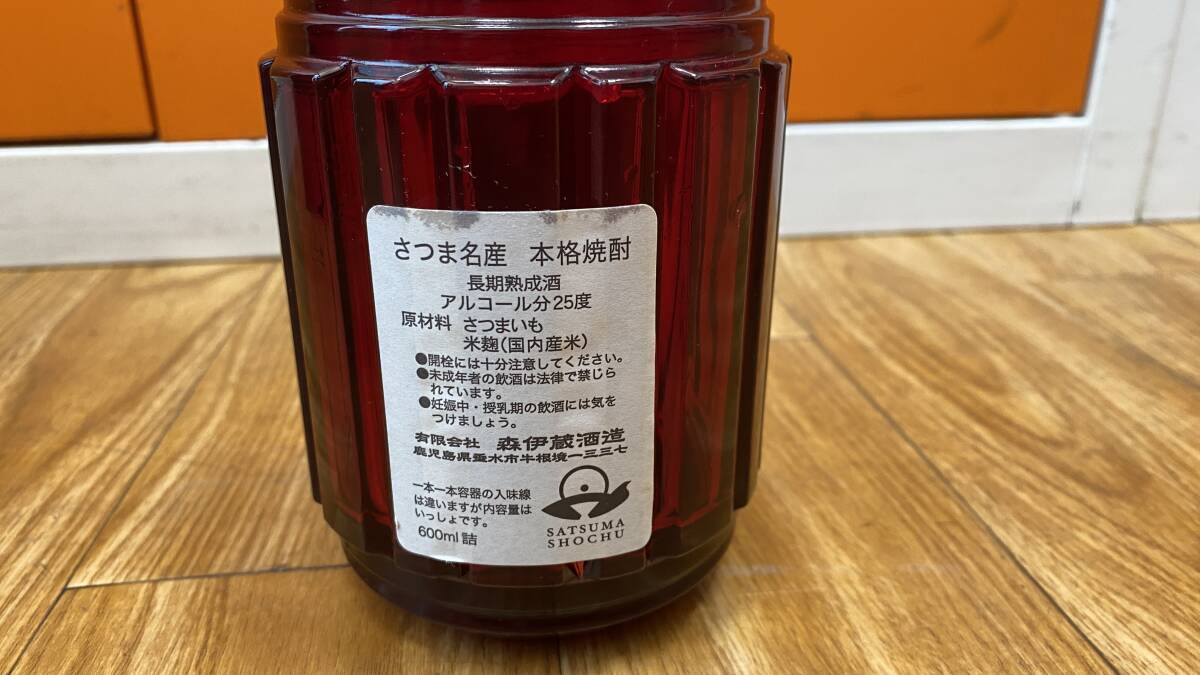 さつま名産 本格焼酎
長期熟成酒
アルコール分25度
原材料 さつまいも
米麹(国内産米)
●開栓には十分注意してください。
●未成年者の飲酒は法律で禁じら
れています。
●妊娠中・授乳期の飲酒には気を
つけましょう。
有限会社 森伊蔵酒造
鹿児島県垂水市牛根境一三三七
一本一本容器の入味線
は違いますが内容量は
いっしょです。
600ml詰
SATSUMA
SHOCHU